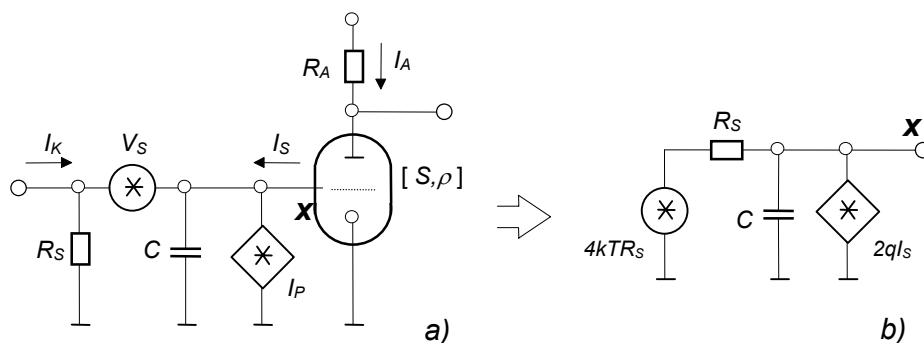 R_A
I_A
I_K
V_S
I_S
[ S,ρ ]
X
R_S
C
I_P
a)
R_S
X
4kTR_S
C
2qI_S
b)